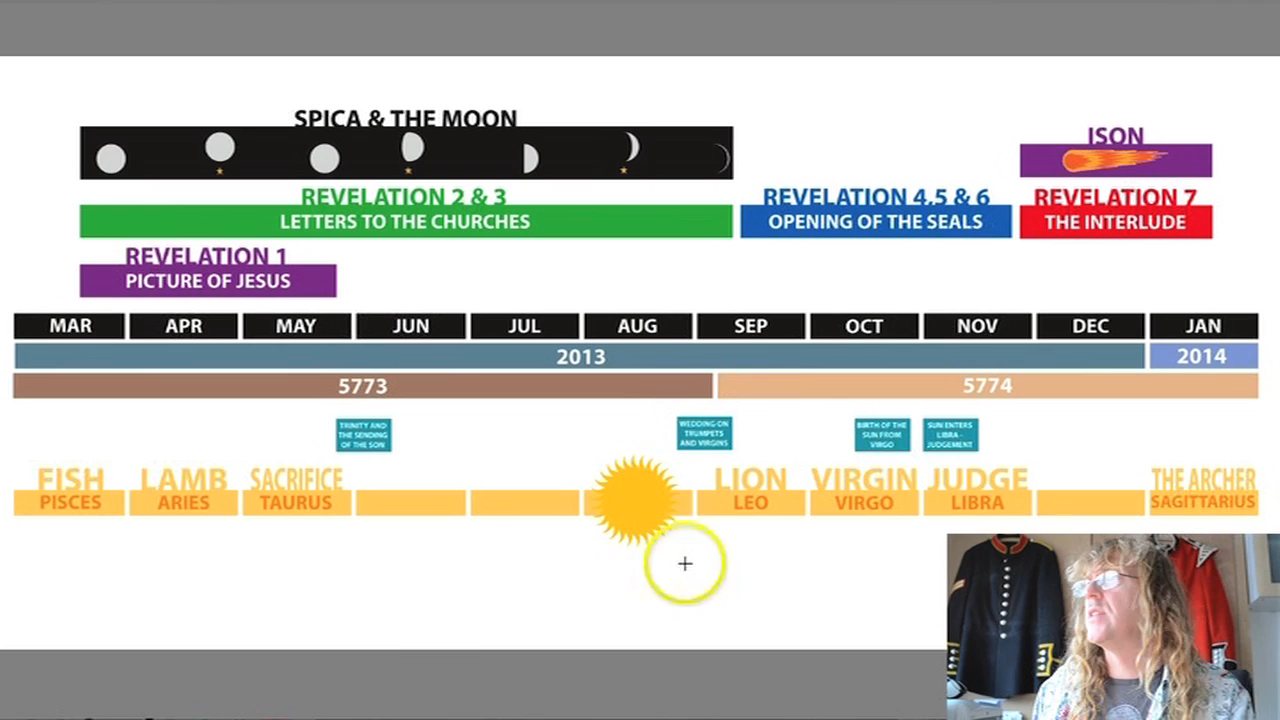 SPICA & THE MOON
ISON
REVELATION 2 & 3
REVELATION 4,5 & 6
REVELATION 7
LETTERS TO THE CHURCHES
OPENING OF THE SEALS
THE INTERLUDE
REVELATION 1
PICTURE OF JESUS
MAR APR MAY JUN JUL AUG SEP OCT NOV DEC JAN
2013 2014
5773 5774
TRINITY AND
THE SENDING
OF THE SON
WEDDING ON
TRUMPETS
AND VIRGINS
BIRTH OF THE
SUN FROM
VIRGO
SUN ENTERS
LIBRA -
JUDGEMENT
FISH LAMB SACRIFICE LION VIRGIN JUDGE THE ARCHER
PISCES ARIES TAURUS LEO VIRGO LIBRA SAGITTARIUS